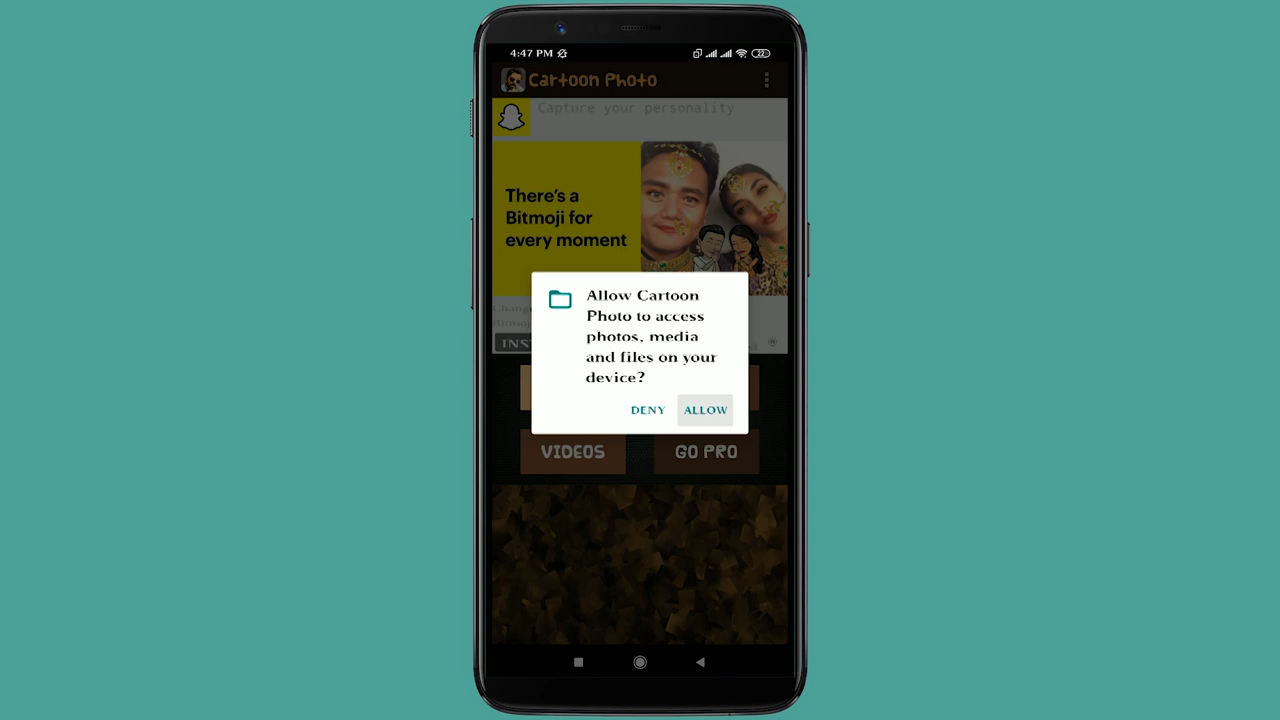 4:47 PM
22
Cartoon Photo
Capture your personality
There's a
Bitmoji for
every moment
Allow Cartoon
Photo to access
photos, media
and files on your
device?
DENY ALLOW
VIDEOS GO PRO